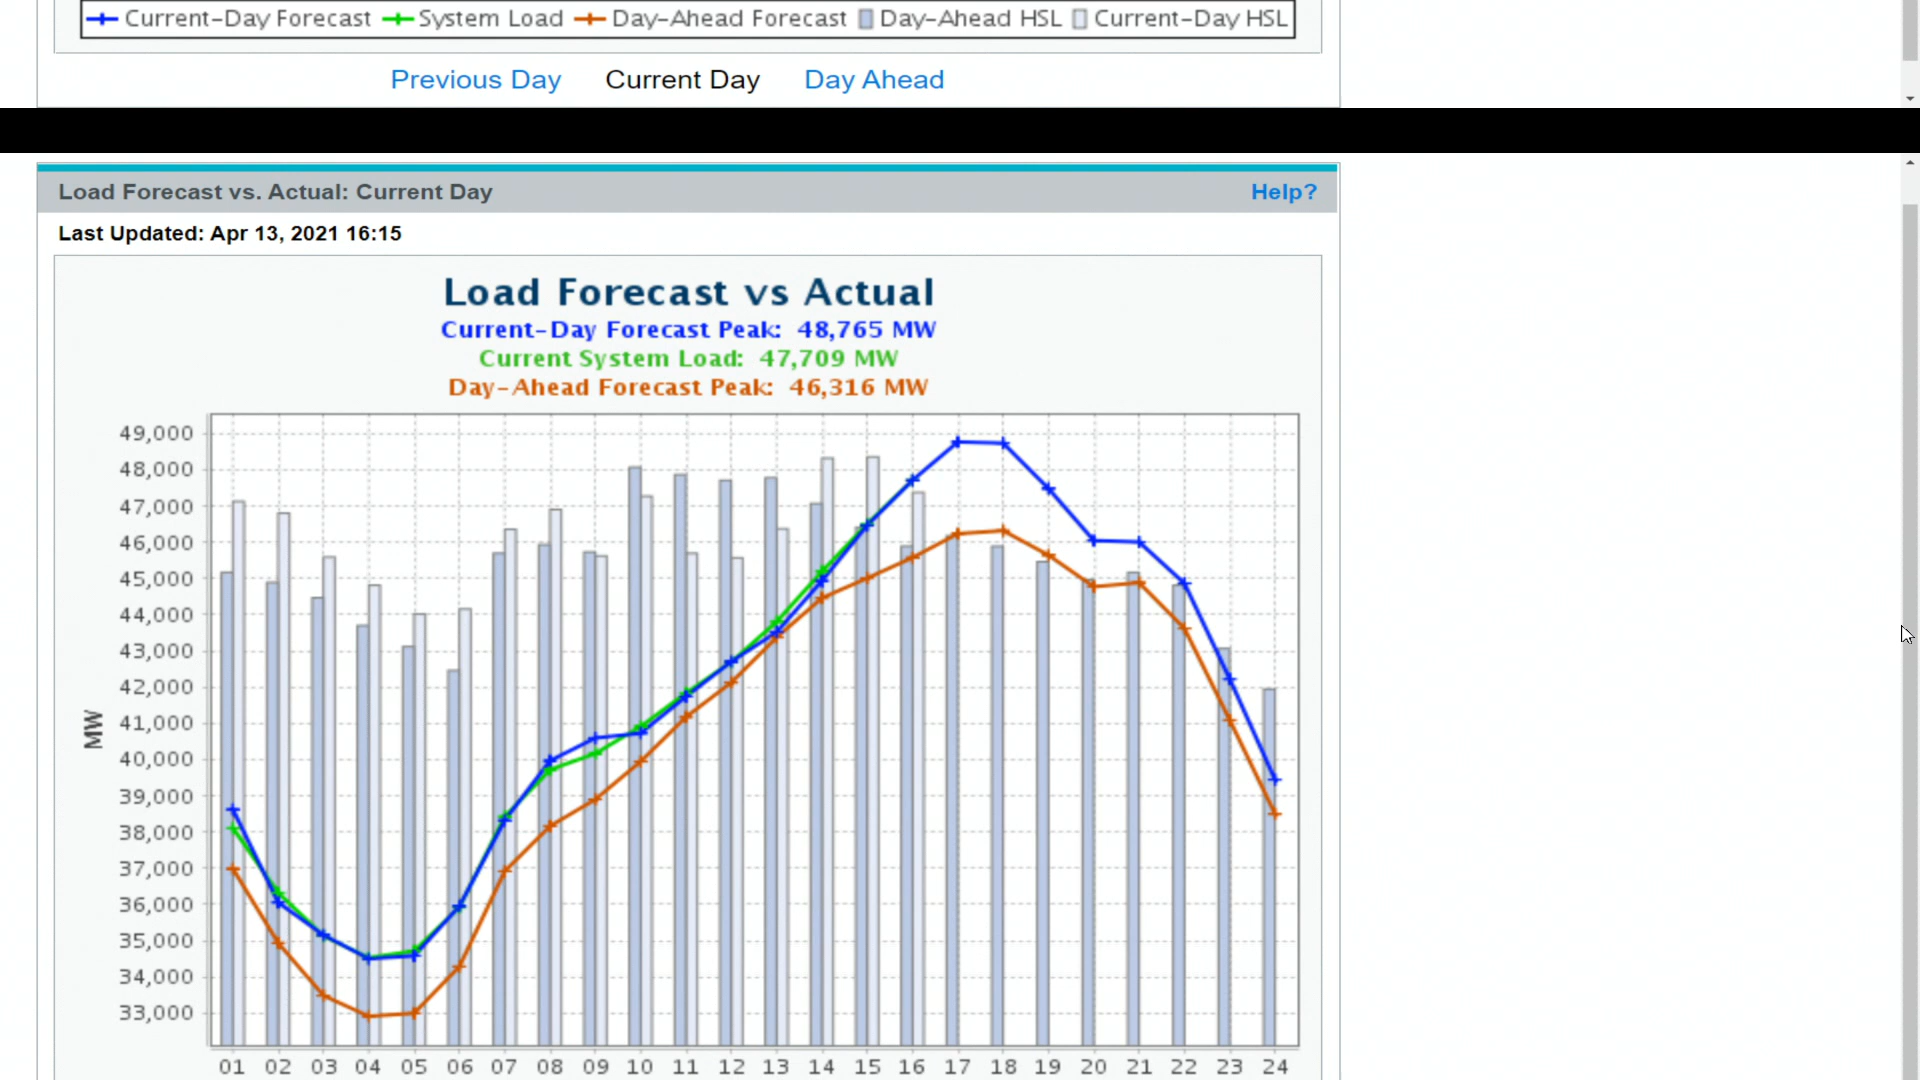 Current-Day Forecast System Load Day-Ahead Forecast Day-Ahead HSL Current-Day HSL
Previous Day Current Day Day Ahead
Load Forecast vs. Actual: Current Day Help?
Last Updated: Apr 13, 2021 16:15
Load Forecast vs Actual
Current-Day Forecast Peak: 48,765 MW
Current System Load: 47,709 MW
Day-Ahead Forecast Peak: 46,316 MW
49,000
48,000
47,000
46,000
45,000
44,000
43,000
42,000
41,000
40,000
39,000
38,000
37,000
36,000
35,000
34,000
33,000
MW
01 02 03 04 05 06 07 08 09 10 11 12 13 14 15 16 17 18 19 20 21 22 23 24